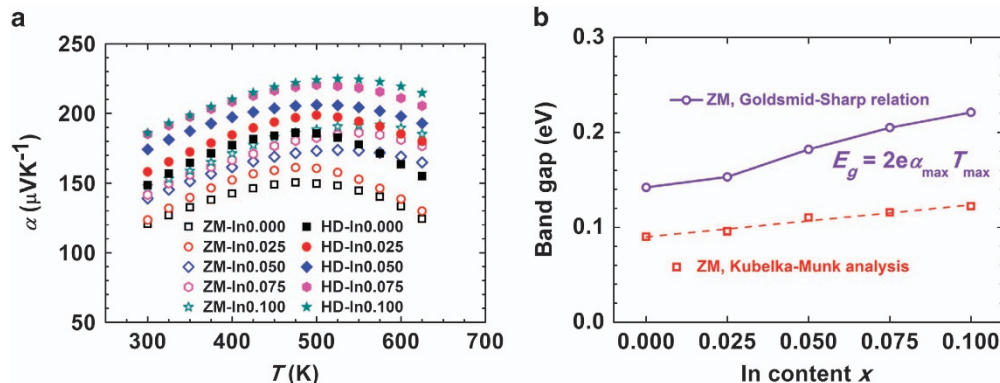 a
250
200
150
100
50
α (μVK⁻¹)
ZM-In0.000
ZM-In0.025
ZM-In0.050
ZM-In0.075
ZM-In0.100
HD-In0.000
HD-In0.025
HD-In0.050
HD-In0.075
HD-In0.100
300 400 500 600 700
T (K)
b
0.3
0.2
0.1
0.0
Band gap (eV)
ZM, Goldsmid-Sharp relation
E_g = 2eα_max T_max
ZM, Kubelka-Munk analysis
0.000 0.025 0.050 0.075 0.100
In content x